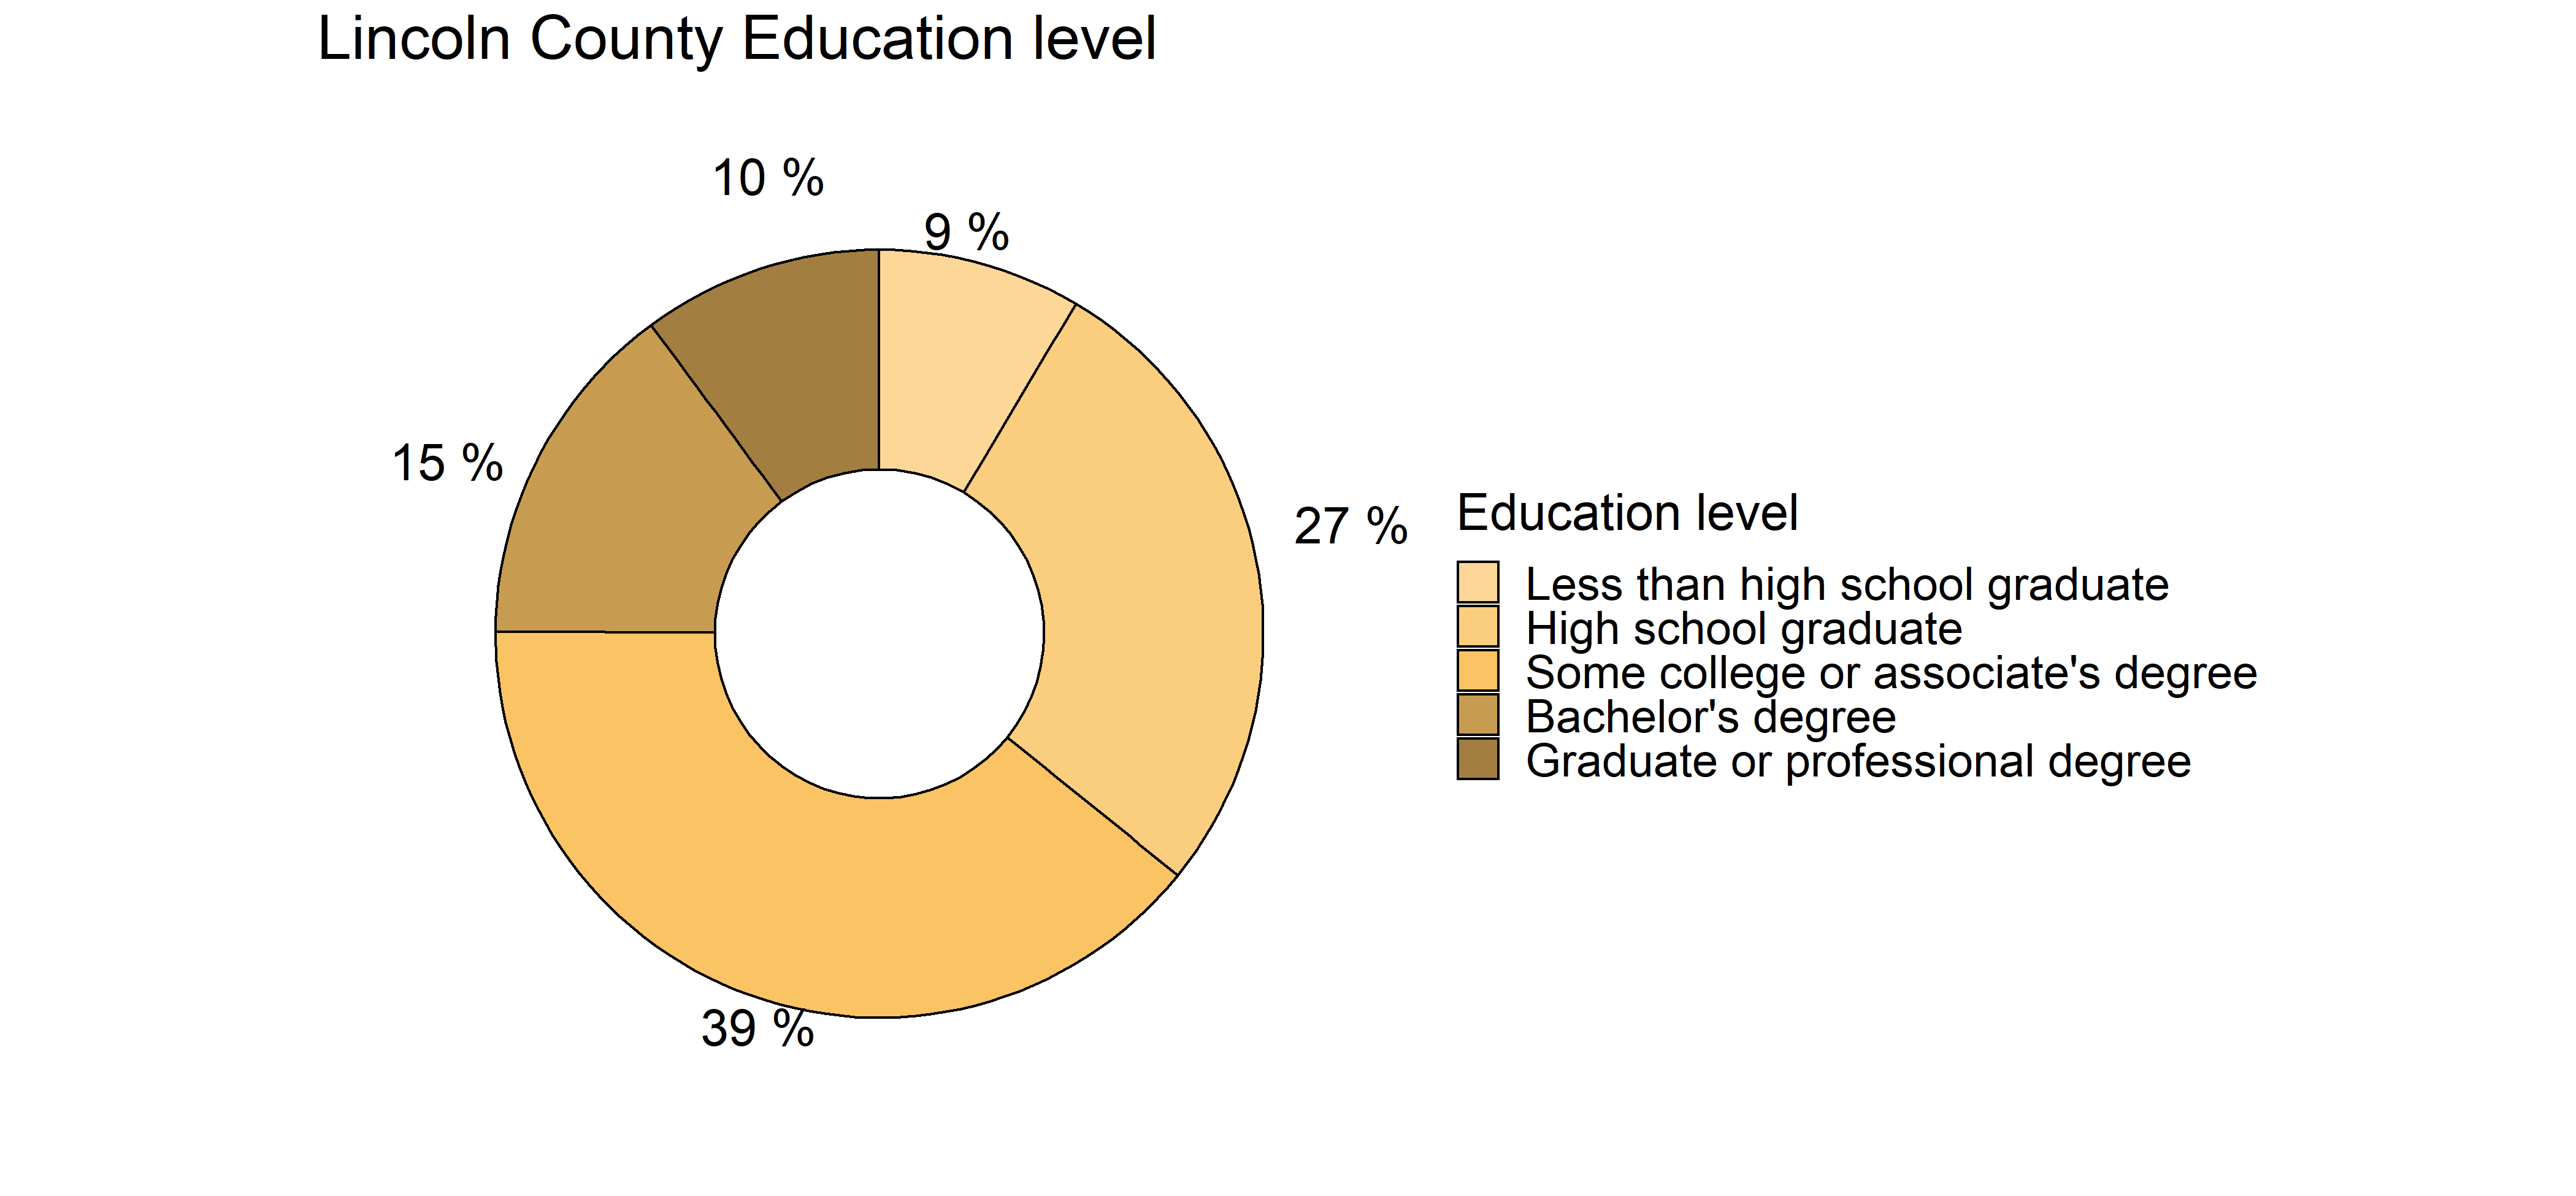 Lincoln County Education level
10 %
9 %
15 %
27 %
39 %
Education level
Less than high school graduate
High school graduate
Some college or associate's degree
Bachelor's degree
Graduate or professional degree